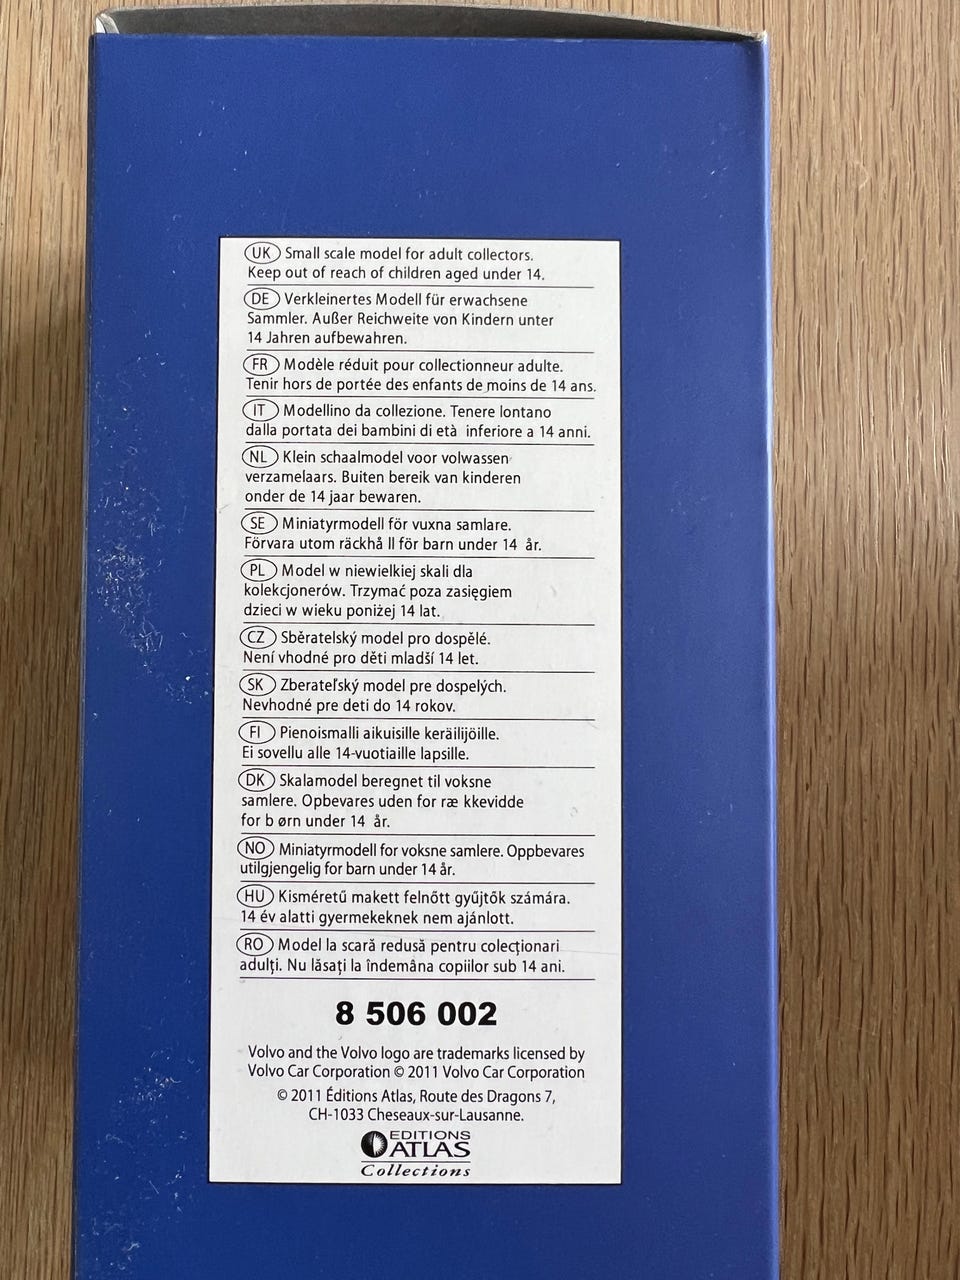 UK Small scale model for adult collectors.
Keep out of reach of children aged under 14.
DE Verkleinertes Modell für erwachsene
Sammler. Außer Reichweite von Kindern unter
14 Jahren aufbewahren.
FR Modèle réduit pour collectionneur adulte.
Tenir hors de portée des enfants de moins de 14 ans.
IT Modellino da collezione. Tenere lontano
dalla portata dei bambini di età inferiore a 14 anni.
NL Klein schaalmodel voor volwassen
verzamelaars. Buiten bereik van kinderen
onder de 14 jaar bewaren.
SE Miniatyrmodell för vuxna samlare.
Förvara utom räckhå ll för barn under 14 år.
PL Model w niewielkiej skali dla
kolekcjonerów. Trzymać poza zasięgiem
dzieci w wieku poniżej 14 lat.
CZ Sběratelský model pro dospělé.
Není vhodné pro děti mladší 14 let.
SK Zberateľský model pre dospelých.
Nevhodné pre deti do 14 rokov.
FI Pienoismalli aikuisille keräilijöille.
Ei sovellu alle 14-vuotiaille lapsille.
DK Skalamodel beregnet til voksne
samlere. Opbevares uden for ræ kkevidde
for b ørn under 14 år.
NO Miniatyrmodell for voksne samlere. Oppbevares
utilgjengelig for barn under 14 år.
HU Kisméretű makett felnőtt gyűjtők számára.
14 év alatti gyermekeknek nem ajánlott.
RO Model la scară redusă pentru colecționari
adulți. Nu lăsați la îndemâna copiilor sub 14 ani.
8 506 002
Volvo and the Volvo logo are trademarks licensed by
Volvo Car Corporation © 2011 Volvo Car Corporation
© 2011 Éditions Atlas, Route des Dragons 7,
CH-1033 Cheseaux-sur-Lausanne.
EDITIONS
ATLAS
Collections